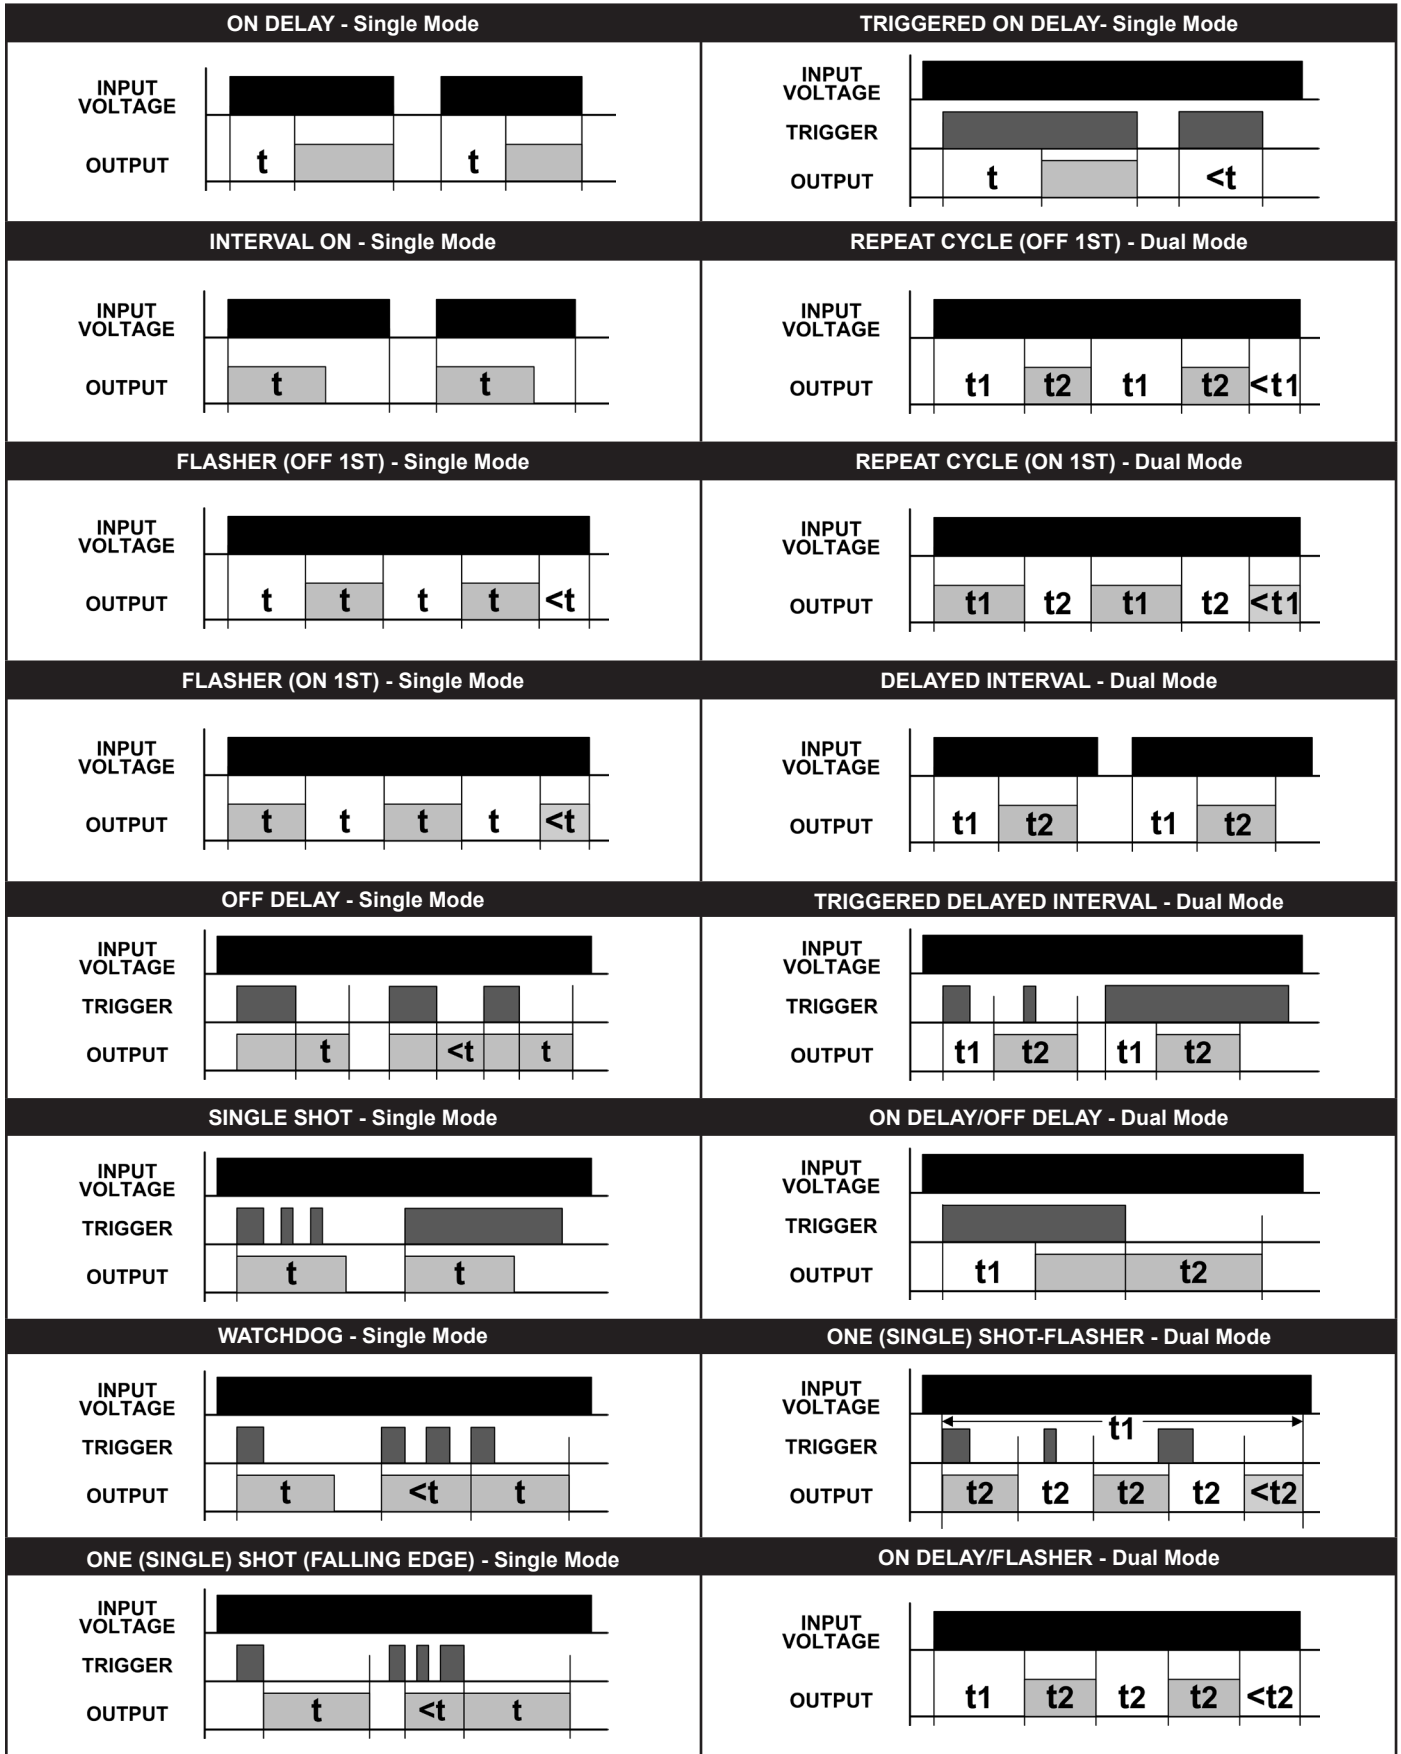 ON DELAY - Single Mode
INPUT
VOLTAGE
OUTPUT
t
t
TRIGGERED ON DELAY- Single Mode
INPUT
VOLTAGE
TRIGGER
OUTPUT
t
<t
INTERVAL ON - Single Mode
INPUT
VOLTAGE
OUTPUT
t
t
REPEAT CYCLE (OFF 1ST) - Dual Mode
INPUT
VOLTAGE
OUTPUT
t1
t2
t1
t2
<t1
FLASHER (OFF 1ST) - Single Mode
INPUT
VOLTAGE
OUTPUT
t
t
t
t
<t
REPEAT CYCLE (ON 1ST) - Dual Mode
INPUT
VOLTAGE
OUTPUT
t1
t2
t1
t2
<t1
FLASHER (ON 1ST) - Single Mode
INPUT
VOLTAGE
OUTPUT
t
t
t
t
<t
DELAYED INTERVAL - Dual Mode
INPUT
VOLTAGE
OUTPUT
t1
t2
t1
t2
OFF DELAY - Single Mode
INPUT
VOLTAGE
TRIGGER
OUTPUT
t
<t
t
TRIGGERED DELAYED INTERVAL - Dual Mode
INPUT
VOLTAGE
TRIGGER
OUTPUT
t1
t2
t1
t2
SINGLE SHOT - Single Mode
INPUT
VOLTAGE
TRIGGER
OUTPUT
t
t
ON DELAY/OFF DELAY - Dual Mode
INPUT
VOLTAGE
TRIGGER
OUTPUT
t1
t2
WATCHDOG - Single Mode
INPUT
VOLTAGE
TRIGGER
OUTPUT
t
<t
t
ONE (SINGLE) SHOT-FLASHER - Dual Mode
INPUT
VOLTAGE
t1
TRIGGER
OUTPUT
t2
t2
t2
t2
<t2
ONE (SINGLE) SHOT (FALLING EDGE) - Single Mode
INPUT
VOLTAGE
TRIGGER
OUTPUT
t
<t
t
ON DELAY/FLASHER - Dual Mode
INPUT
VOLTAGE
OUTPUT
t1
t2
t2
t2
<t2